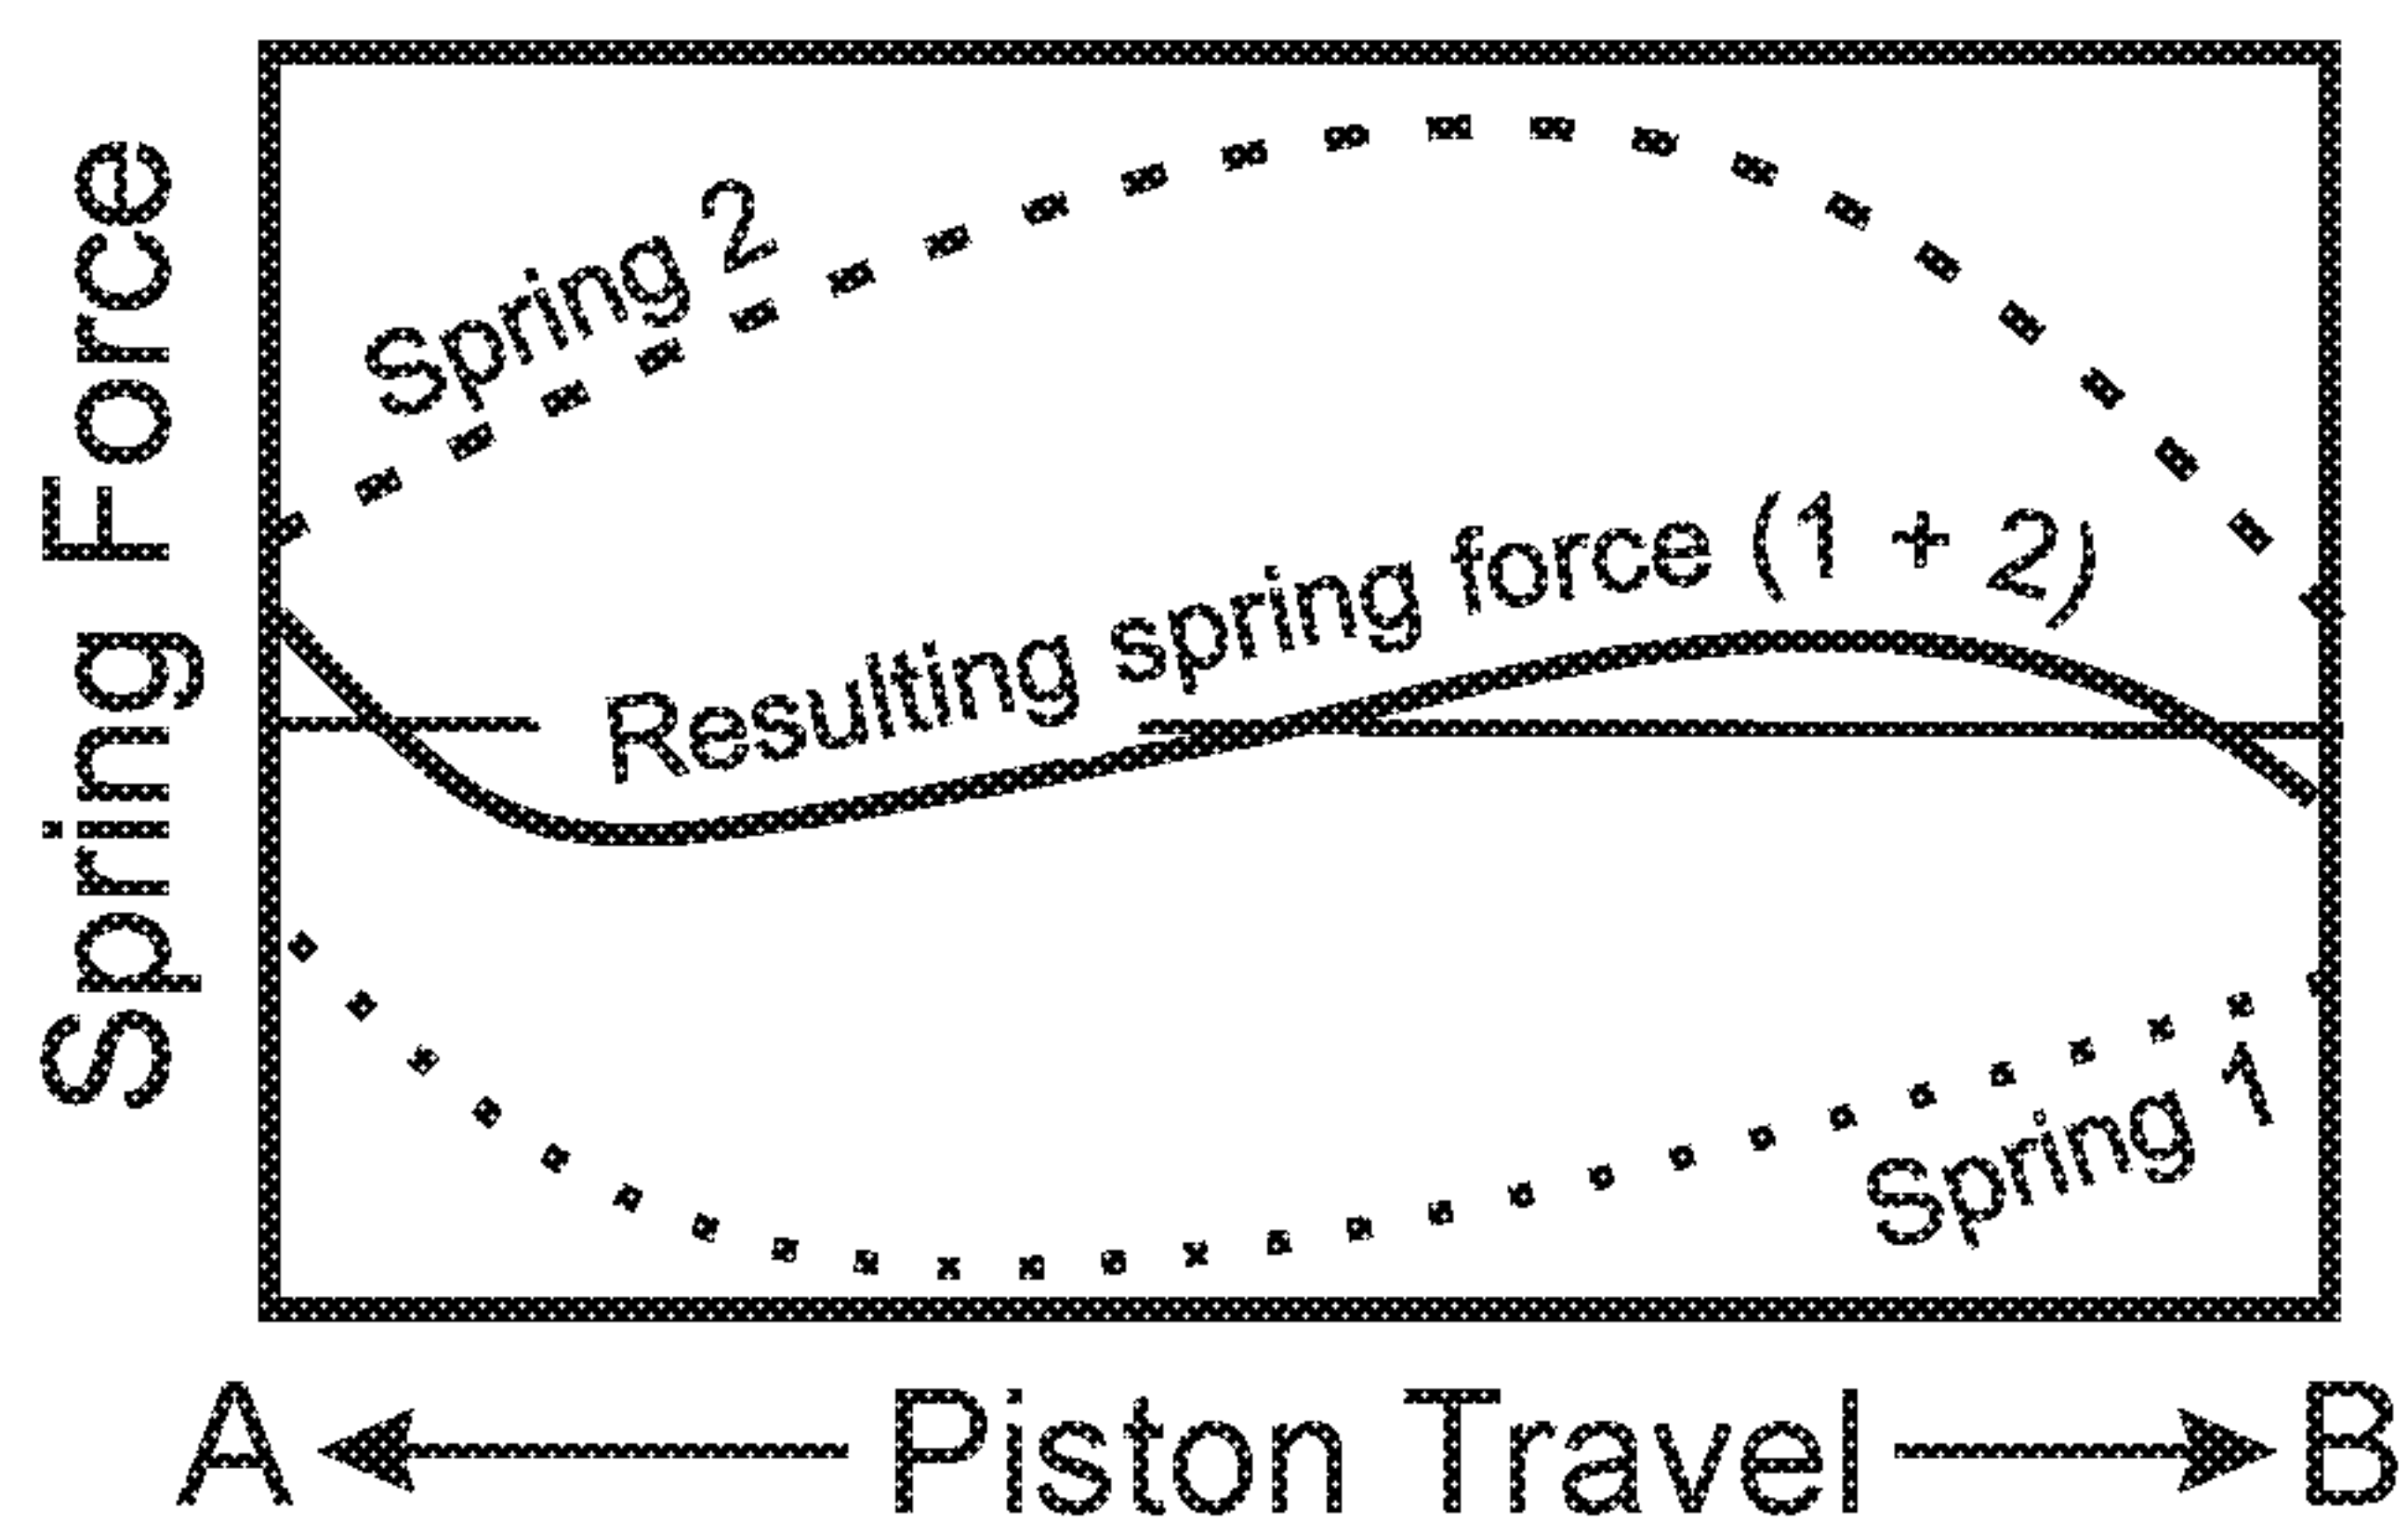 Spring Force
Spring 2
Resulting spring force (1 + 2)
Spring 1
A Piston Travel B